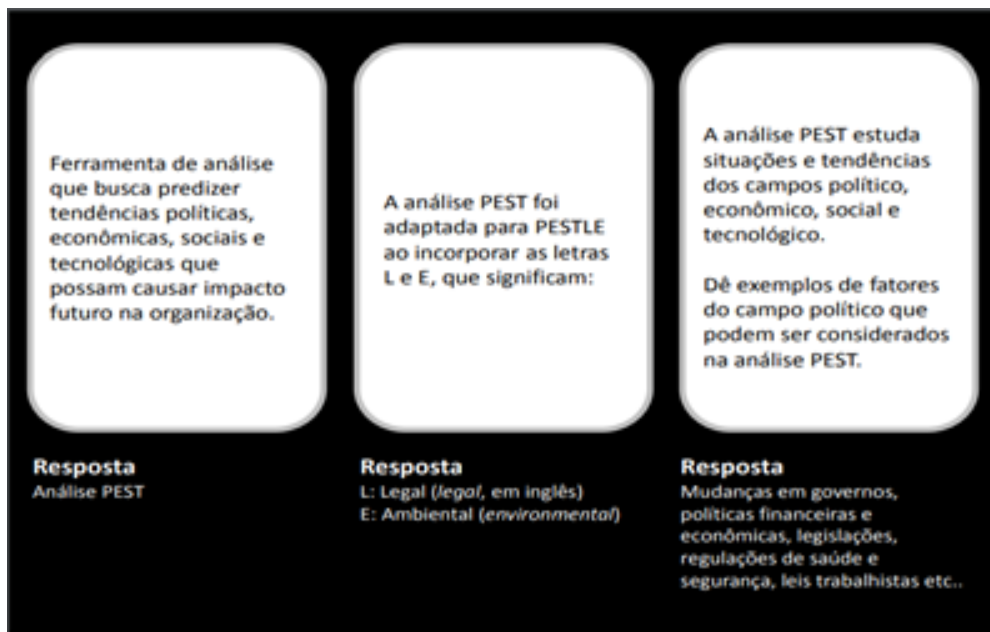 Ferramenta de análise
que busca predizer
tendências políticas,
econômicas, sociais e
tecnológicas que
possam causar impacto
futuro na organização.
Resposta
Análise PEST
A análise PEST foi
adaptada para PESTLE
ao incorporar as letras
L e E, que significam:
Resposta
L: Legal (legal, em inglês)
E: Ambiental (environmental)
A análise PEST estuda
situações e tendências
dos campos político,
econômico, social e
tecnológico.
Dê exemplos de fatores
do campo político que
podem ser considerados
na análise PEST.
Resposta
Mudanças em governos,
políticas financeiras e
econômicas, legislações,
regulações de saúde e
segurança, leis trabalhistas etc..